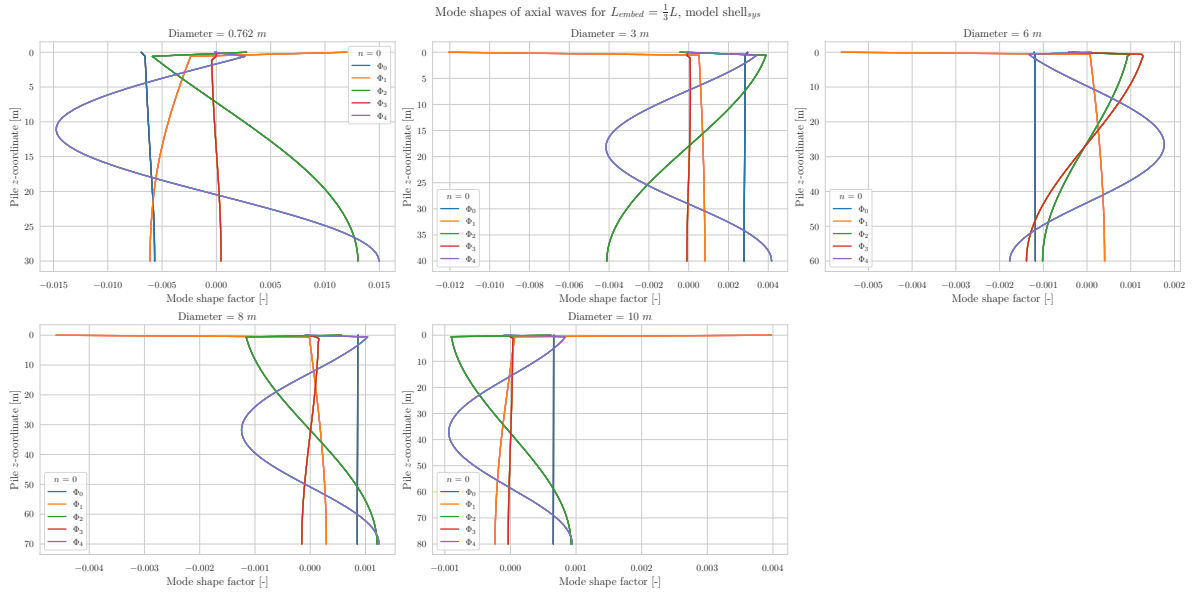 Mode shapes of axial waves for L_embed = 1/3 L, model shell_sys
Diameter = 0.762 m
0
5
10
15
20
25
30
Pile z-coordinate [m]
−0.015
−0.010
−0.005
0.000
0.005
0.010
0.015
Mode shape factor [-]
n = 0
Φ0
Φ1
Φ2
Φ3
Φ4
Diameter = 3 m
0
5
10
15
20
25
30
35
40
Pile z-coordinate [m]
−0.012
−0.010
−0.008
−0.006
−0.004
−0.002
0.000
0.002
0.004
Mode shape factor [-]
n = 0
Φ0
Φ1
Φ2
Φ3
Φ4
Diameter = 6 m
0
10
20
30
40
50
60
Pile z-coordinate [m]
−0.005
−0.004
−0.003
−0.002
−0.001
0.000
0.001
0.002
Mode shape factor [-]
n = 0
Φ0
Φ1
Φ2
Φ3
Φ4
Diameter = 8 m
0
10
20
30
40
50
60
70
Pile z-coordinate [m]
−0.004
−0.003
−0.002
−0.001
0.000
0.001
Mode shape factor [-]
n = 0
Φ0
Φ1
Φ2
Φ3
Φ4
Diameter = 10 m
0
10
20
30
40
50
60
70
80
Pile z-coordinate [m]
−0.001
0.000
0.001
0.002
0.003
0.004
Mode shape factor [-]
n = 0
Φ0
Φ1
Φ2
Φ3
Φ4